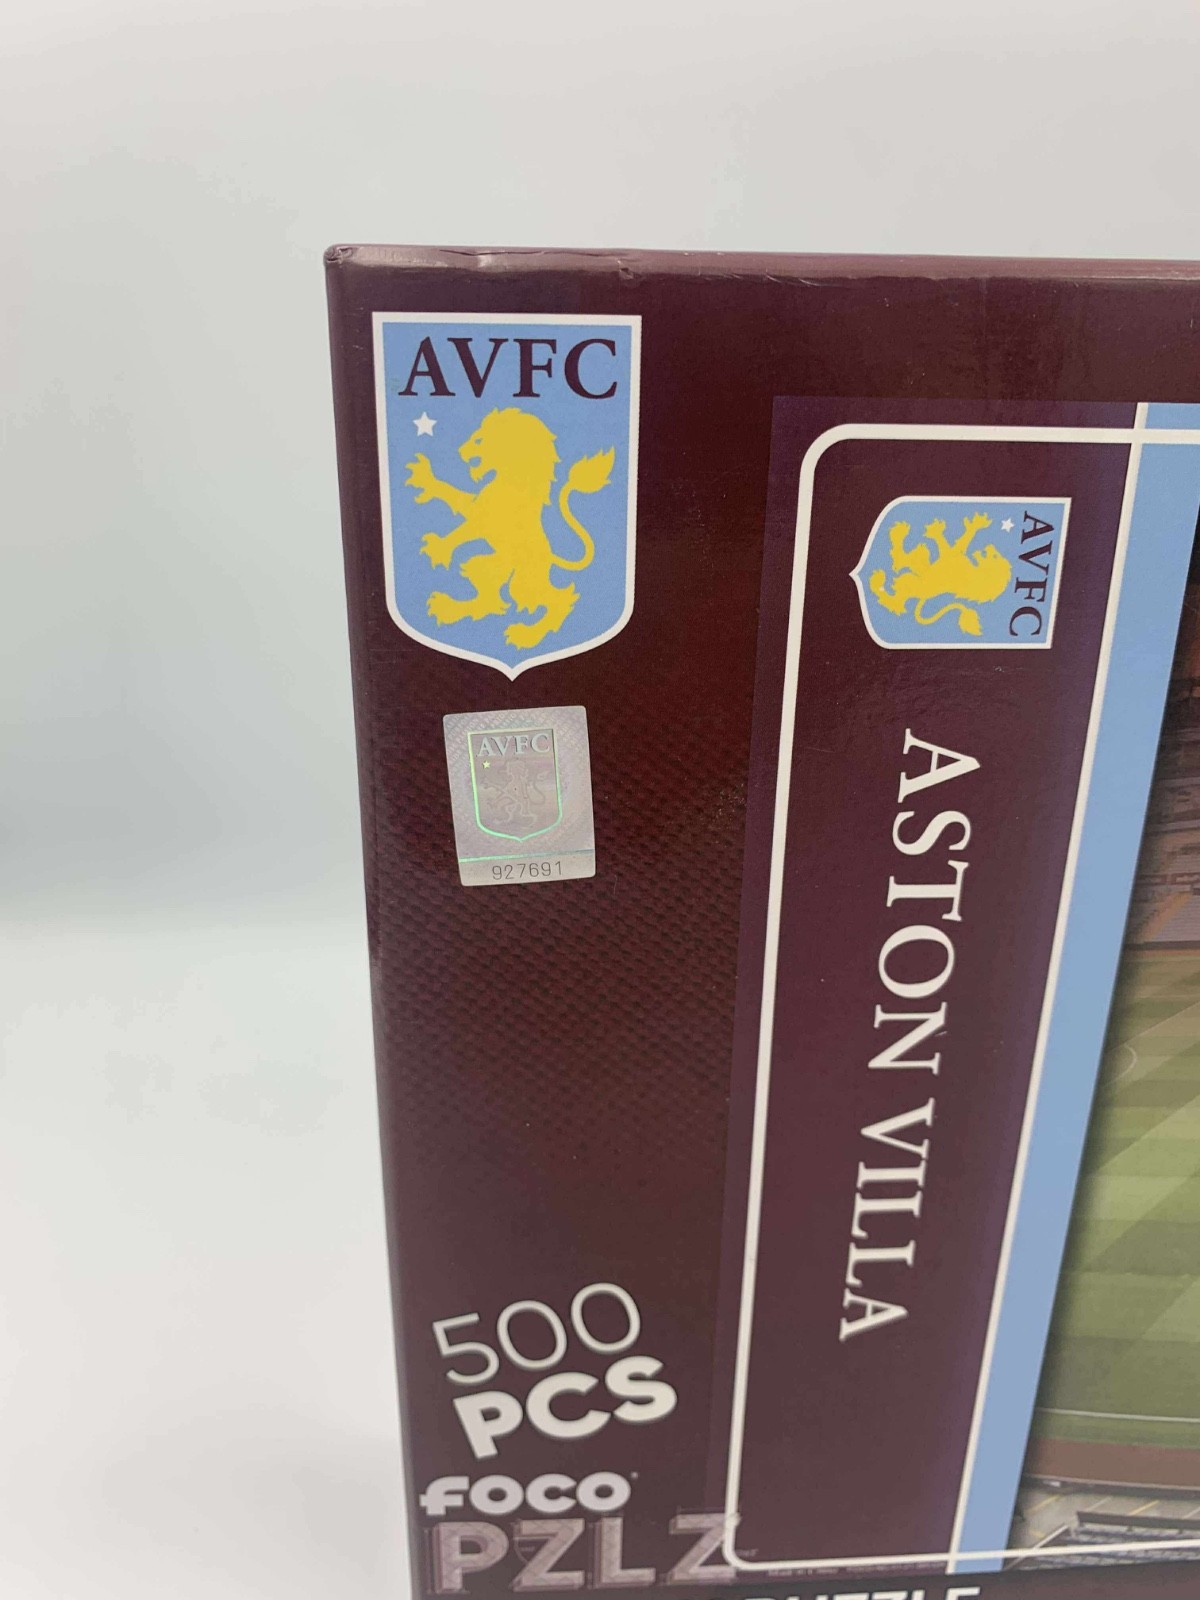 AVFC
AVFC
927691
500
PCS
FOCO
PZLZ
AVFC
ASTON VILLA